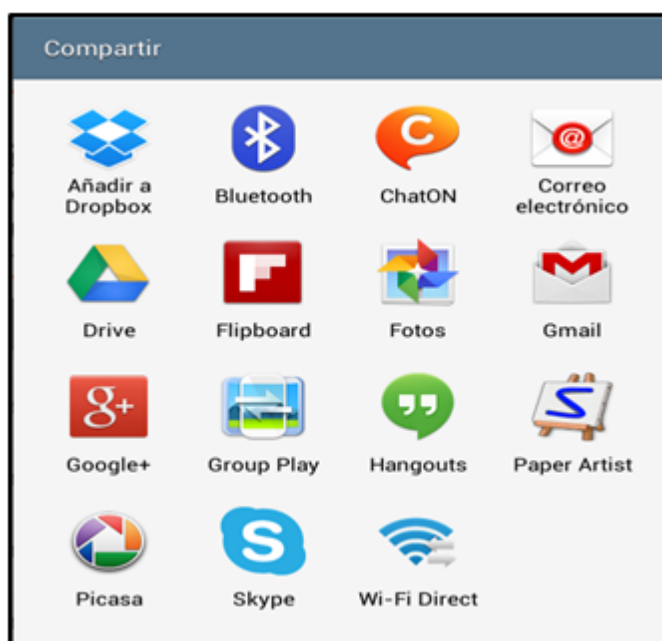 Compartir
Añadir a
Dropbox
Bluetooth
ChatON
Correo
electrónico
Drive
Flipboard
Fotos
Gmail
Google+
Group Play
Hangouts
Paper Artist
Picasa
Skype
Wi-Fi Direct